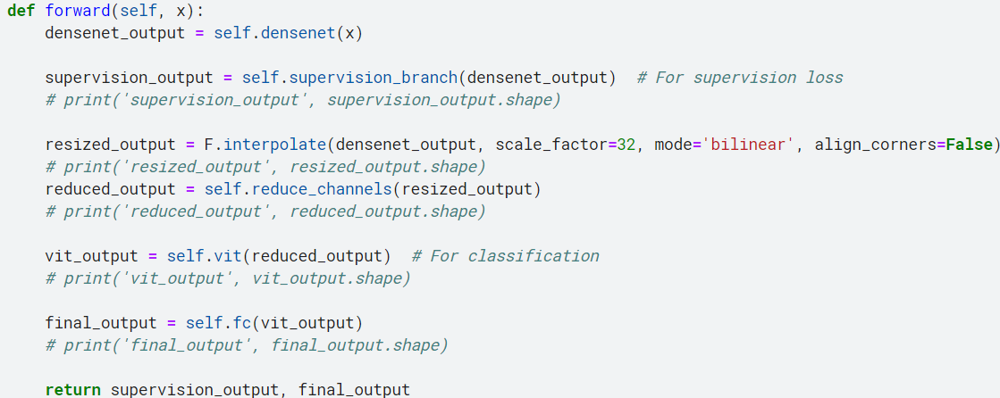 def forward(self, x):
    densenet_output = self.densenet(x)

    supervision_output = self.supervision_branch(densenet_output)  # For supervision loss
    # print('supervision_output', supervision_output.shape)

    resized_output = F.interpolate(densenet_output, scale_factor=32, mode='bilinear', align_corners=False)
    # print('resized_output', resized_output.shape)
    reduced_output = self.reduce_channels(resized_output)
    # print('reduced_output', reduced_output.shape)

    vit_output = self.vit(reduced_output)  # For classification
    # print('vit_output', vit_output.shape)

    final_output = self.fc(vit_output)
    # print('final_output', final_output.shape)

    return supervision_output, final_output